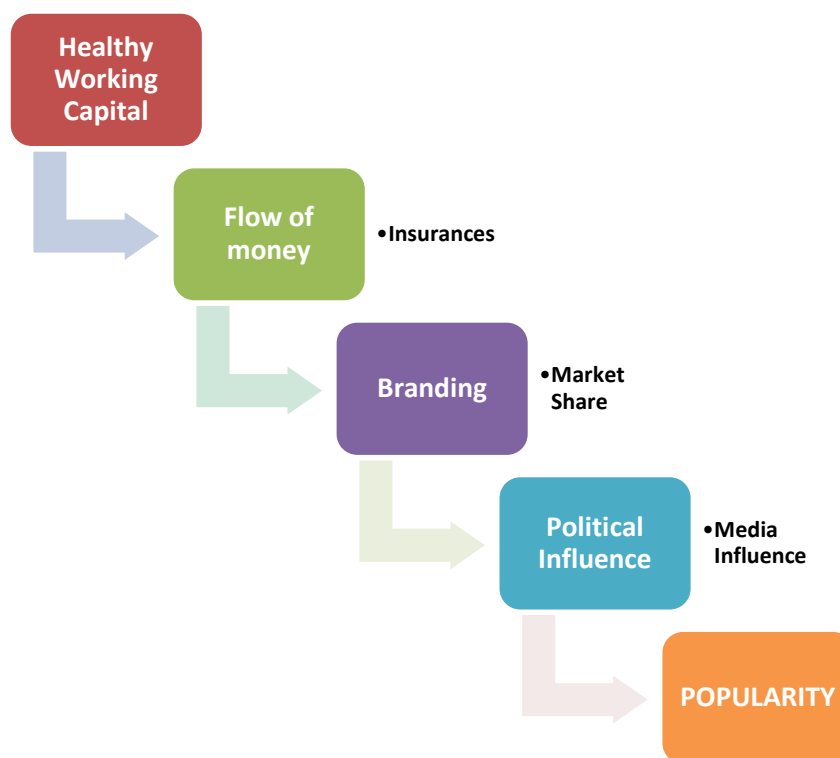 Healthy
Working
Capital
Flow of
money
•Insurances
Branding
•Market
Share
Political
Influence
•Media
Influence
POPULARITY